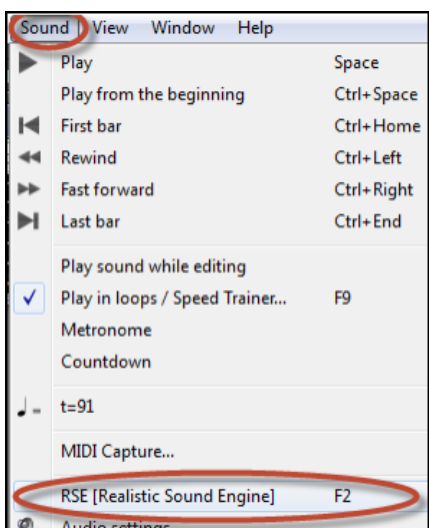 Sound View Window Help
Play Space
Play from the beginning Ctrl+Space
First bar Ctrl+Home
Rewind Ctrl+Left
Fast forward Ctrl+Right
Last bar Ctrl+End
Play sound while editing
Play in loops / Speed Trainer... F9
Metronome
Countdown
t=91
MIDI Capture...
RSE [Realistic Sound Engine] F2
Audio settings